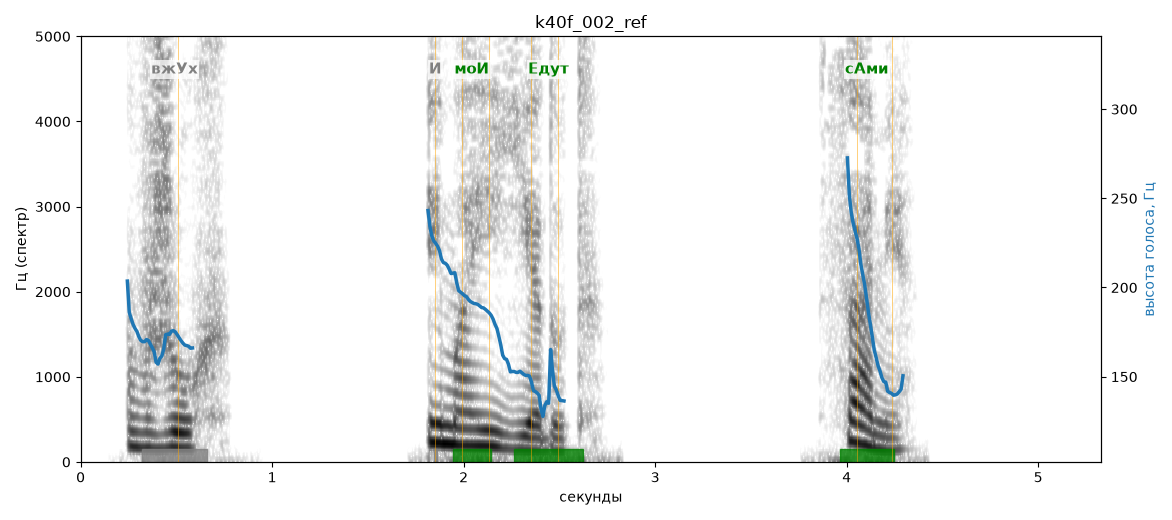 k40f_002_ref
5000
4000
3000
2000
1000
0
Гц (спектр)
вжУх И моИ Едут сАми
300
250
200
150
высота голоса, Гц
0 1 2 3 4 5
секунды